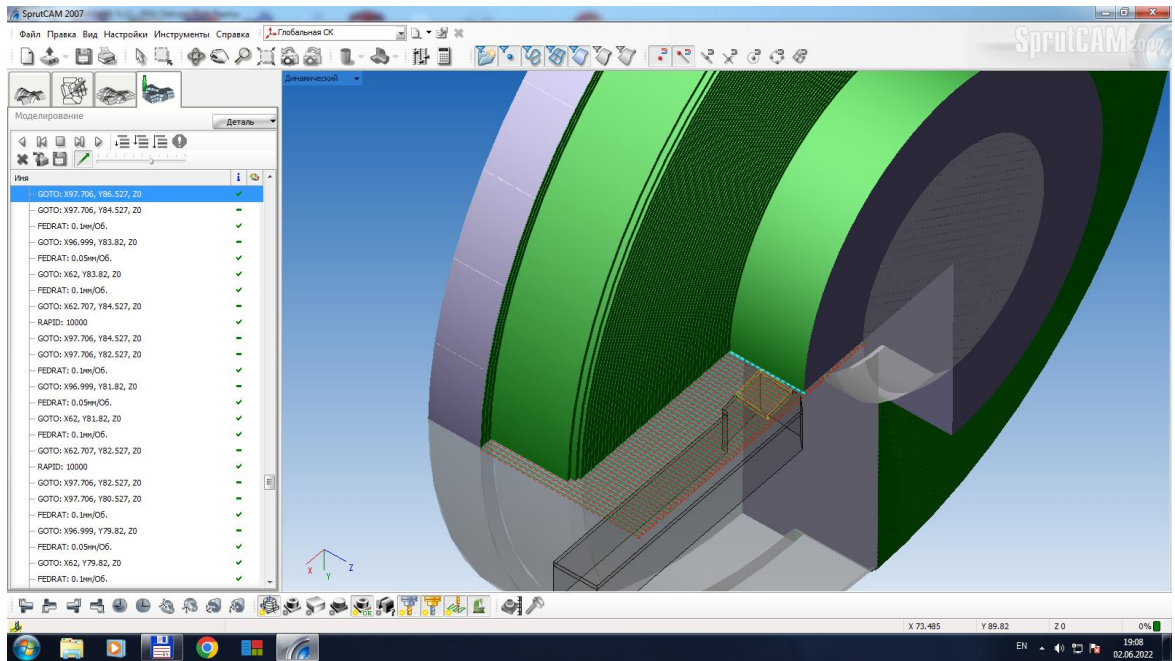 SprutCAM 2007
Файл Правка Вид Настройки Инструменты Справка Глобальная СК
SprutCAM 2007
Динамический
Моделирование
Деталь
Имя
GOTO: X97.706, Y86.527, Z0
GOTO: X97.706, Y84.527, Z0
FEDRAT: 0.1мм/Об.
GOTO: X96.999, Y83.82, Z0
FEDRAT: 0.05мм/Об.
GOTO: X62, Y83.82, Z0
FEDRAT: 0.1мм/Об.
GOTO: X62.707, Y84.527, Z0
RAPID: 10000
GOTO: X97.706, Y84.527, Z0
GOTO: X97.706, Y82.527, Z0
FEDRAT: 0.1мм/Об.
GOTO: X96.999, Y81.82, Z0
FEDRAT: 0.05мм/Об.
GOTO: X62, Y81.82, Z0
FEDRAT: 0.1мм/Об.
GOTO: X62.707, Y82.527, Z0
RAPID: 10000
GOTO: X97.706, Y82.527, Z0
GOTO: X97.706, Y80.527, Z0
FEDRAT: 0.1мм/Об.
GOTO: X96.999, Y79.82, Z0
FEDRAT: 0.05мм/Об.
GOTO: X62, Y79.82, Z0
FEDRAT: 0.1мм/Об.
X Y Z
X 73.485 Y 89.82 Z 0 0%
EN 19:08
02.06.2022